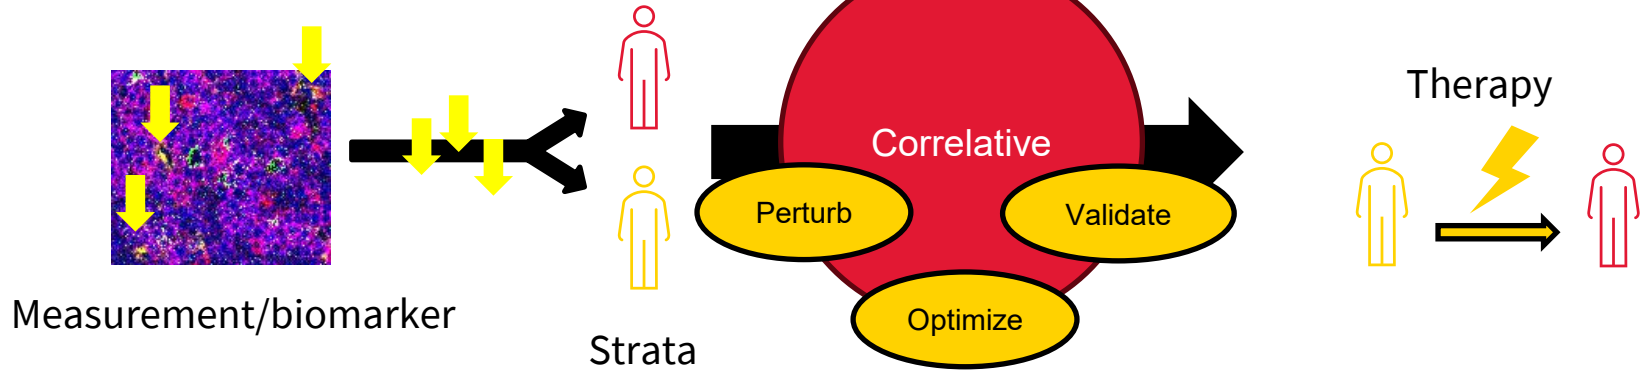 Measurement/biomarker
Strata
Correlative
Perturb
Validate
Optimize
Therapy